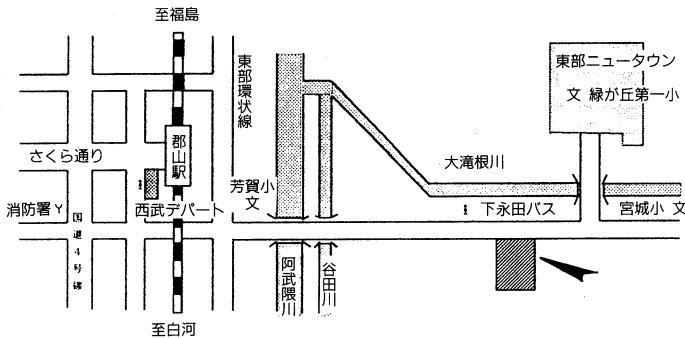 至福島
東部環状線
東部ニュータウン
文 緑が丘第一小
郡山駅
さくら通り
大滝根川
芳賀小
文
消防署Y
西武デパート
下永田バス
宮城小 文
国道4号線
阿武隈川
谷田川
至白河